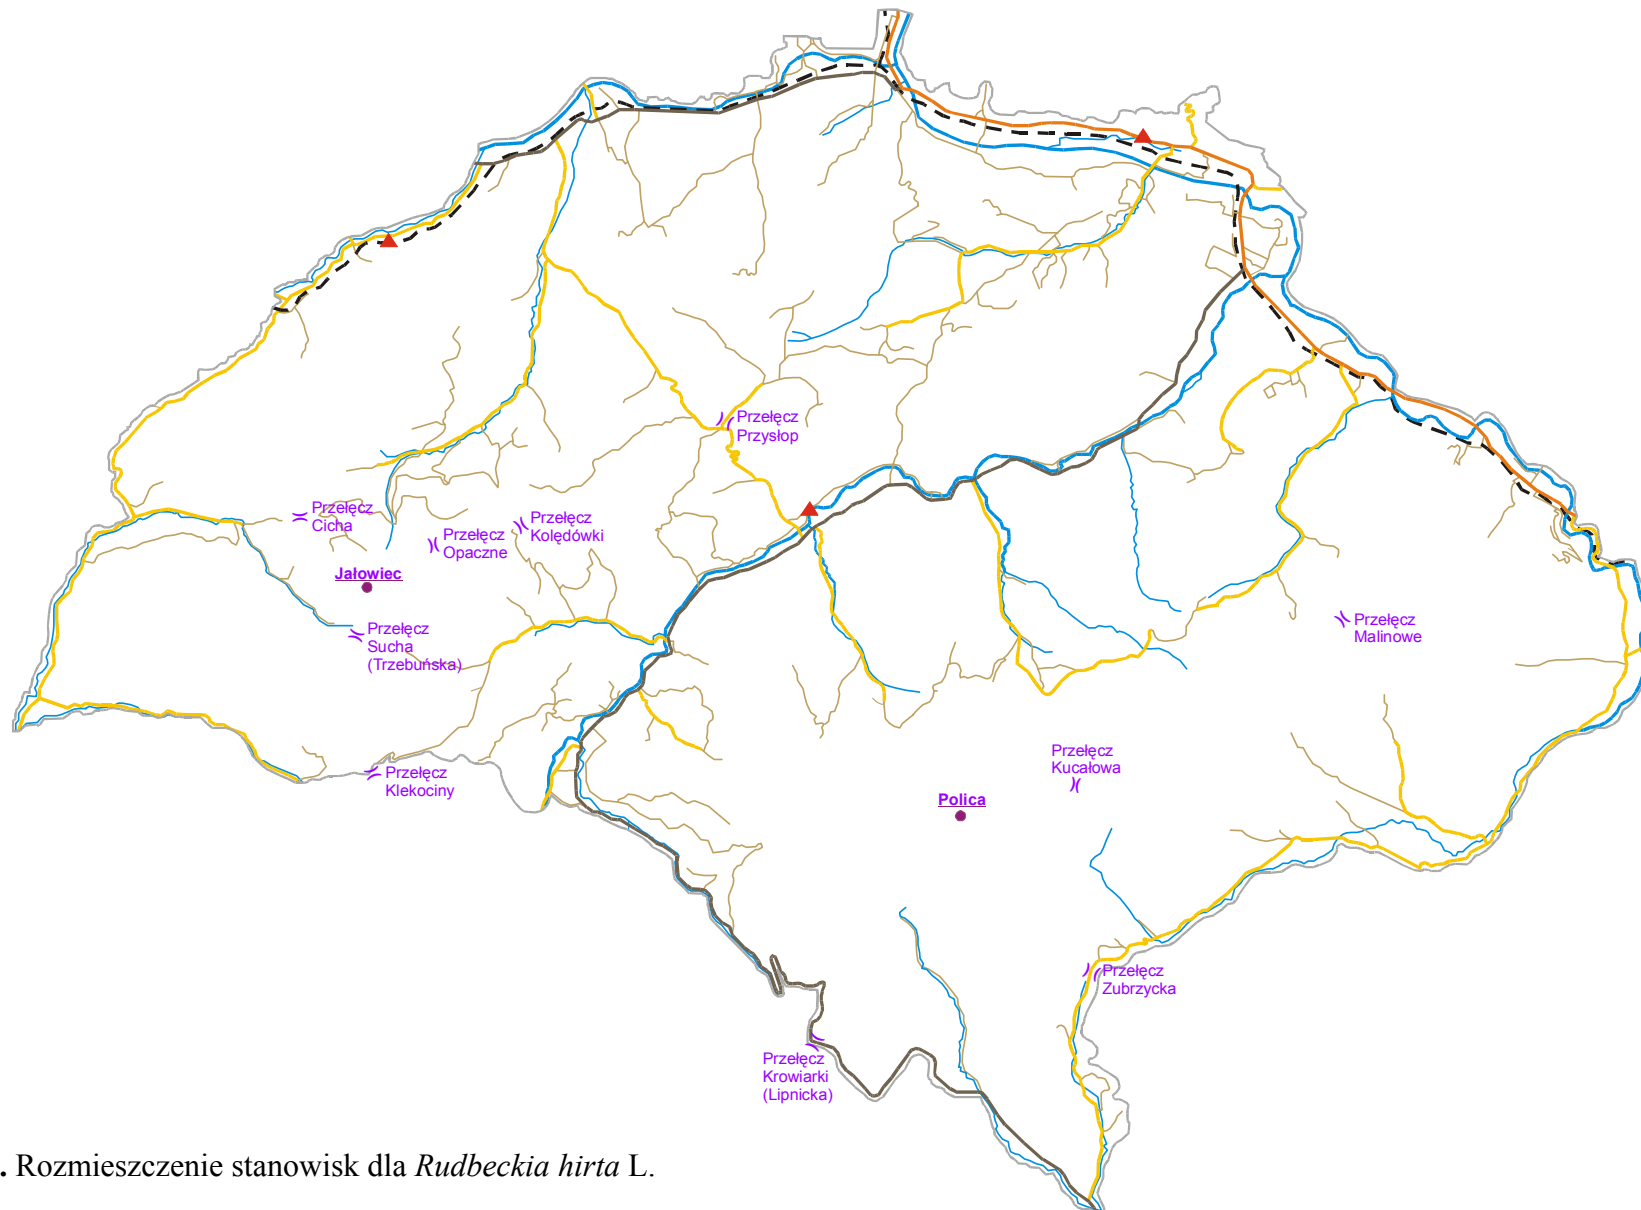 Przełęcz
Przysłop
Przełęcz
Cicha
Przełęcz
Kolędówki
Przełęcz
Opaczne
Jałowiec
Przełęcz
Sucha
(Trzebuńska)
Przełęcz
Malinowe
Przełęcz
Klekociny
Przełęcz
Kucałowa
Polica
Przełęcz
Zubrzycka
Przełęcz
Krowiarki
(Lipnicka)
. Rozmieszczenie stanowisk dla Rudbeckia hirta L.